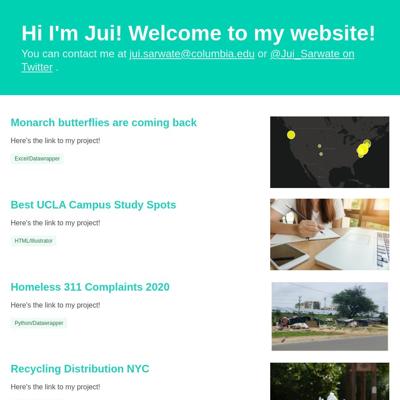 Hi I'm Jui! Welcome to my website!
You can contact me at jui.sarwate@columbia.edu or @Jui_Sarwate on
Twitter .
Monarch butterflies are coming back
Here's the link to my project!
Excel/Datawrapper
Best UCLA Campus Study Spots
Here's the link to my project!
HTML/Illustrator
Homeless 311 Complaints 2020
Here's the link to my project!
Python/Datawrapper
Recycling Distribution NYC
Here's the link to my project!